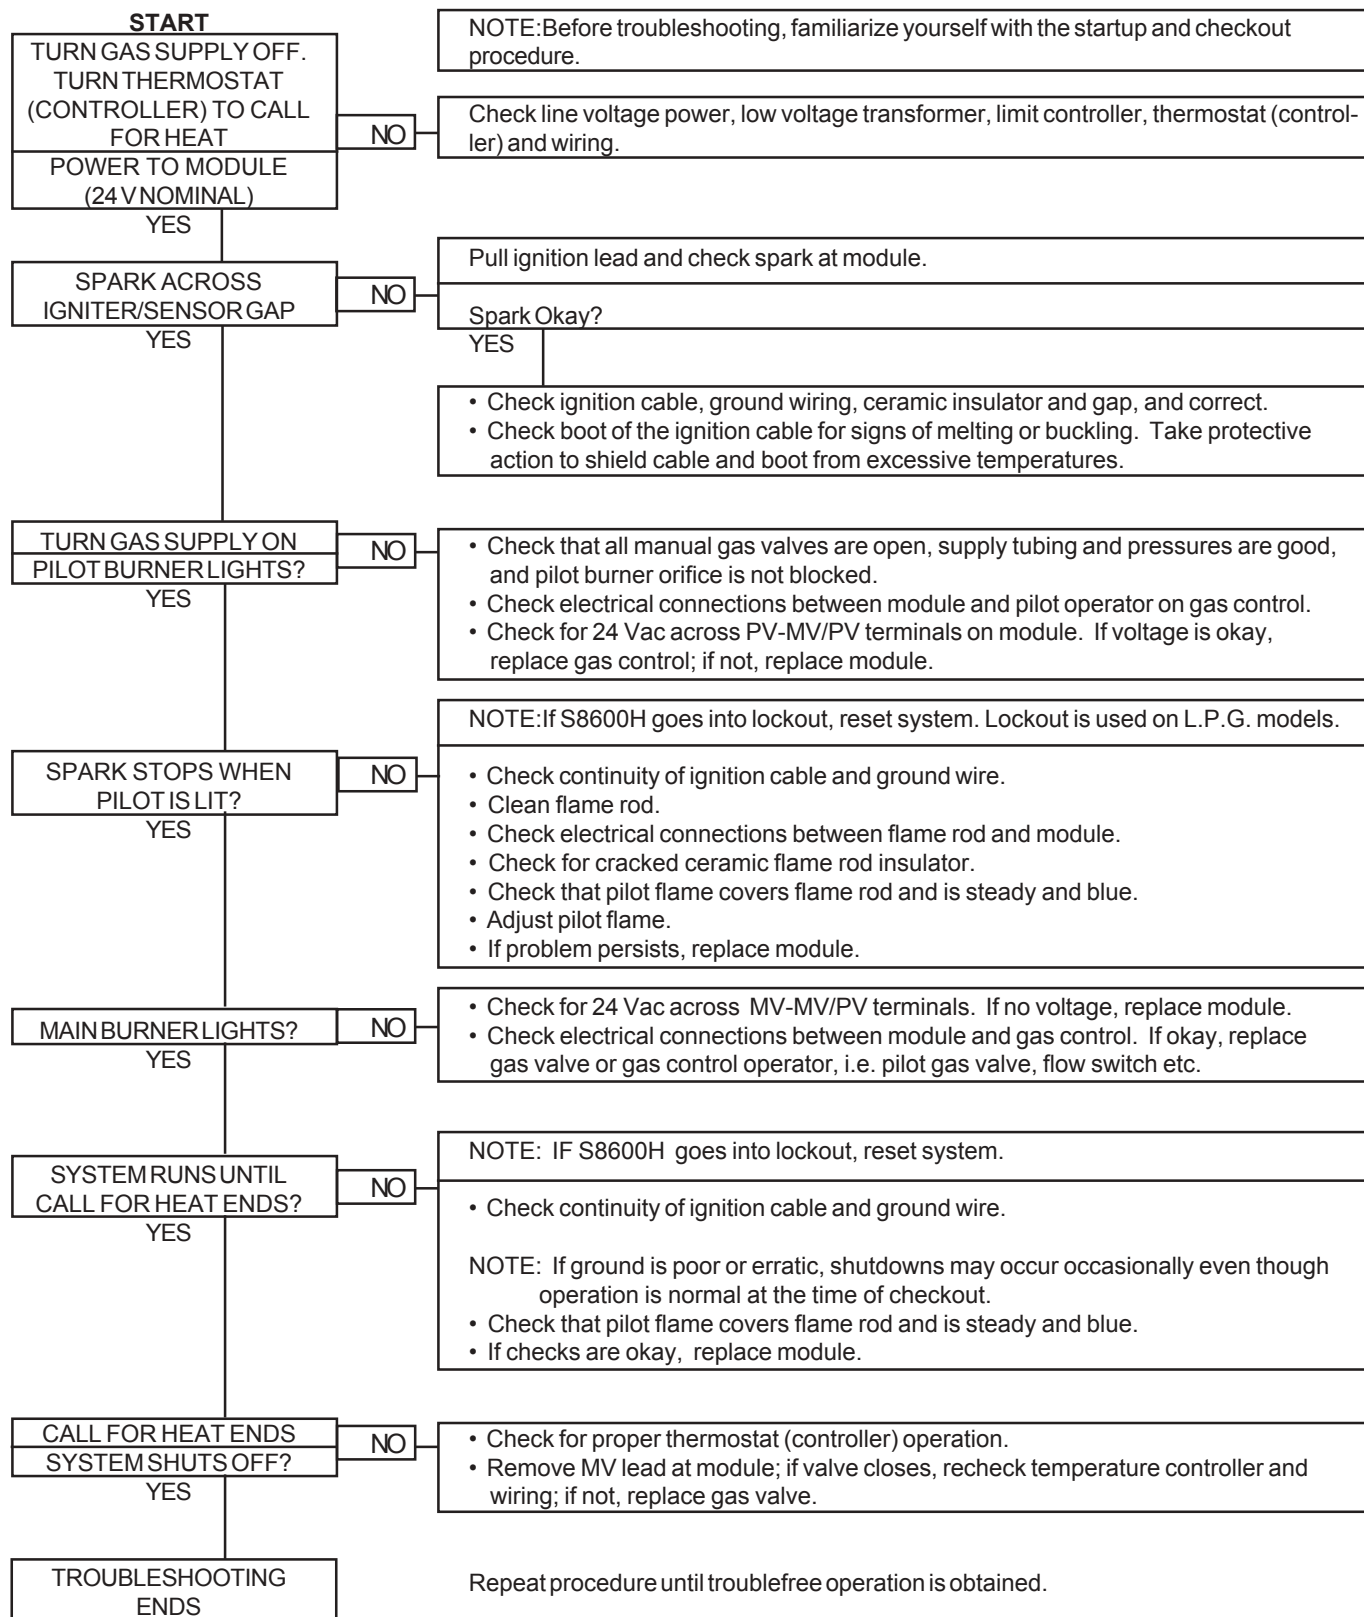 START
TURN GAS SUPPLY OFF.
TURN THERMOSTAT
(CONTROLLER) TO CALL
FOR HEAT
POWER TO MODULE
(24 V NOMINAL)
YES
NO
NOTE:Before troubleshooting, familiarize yourself with the startup and checkout
procedure.
Check line voltage power, low voltage transformer, limit controller, thermostat (control-
ler) and wiring.
SPARK ACROSS
IGNITER/SENSOR GAP
YES
NO
Pull ignition lead and check spark at module.
Spark Okay?
YES
• Check ignition cable, ground wiring, ceramic insulator and gap, and correct.
• Check boot of the ignition cable for signs of melting or buckling. Take protective
action to shield cable and boot from excessive temperatures.
TURN GAS SUPPLY ON
PILOT BURNER LIGHTS?
YES
NO
• Check that all manual gas valves are open, supply tubing and pressures are good,
and pilot burner orifice is not blocked.
• Check electrical connections between module and pilot operator on gas control.
• Check for 24 Vac across PV-MV/PV terminals on module. If voltage is okay,
replace gas control; if not, replace module.
NOTE:If S8600H goes into lockout, reset system. Lockout is used on L.P.G. models.
SPARK STOPS WHEN
PILOT IS LIT?
YES
NO
• Check continuity of ignition cable and ground wire.
• Clean flame rod.
• Check electrical connections between flame rod and module.
• Check for cracked ceramic flame rod insulator.
• Check that pilot flame covers flame rod and is steady and blue.
• Adjust pilot flame.
• If problem persists, replace module.
MAIN BURNER LIGHTS?
YES
NO
• Check for 24 Vac across MV-MV/PV terminals. If no voltage, replace module.
• Check electrical connections between module and gas control. If okay, replace
gas valve or gas control operator, i.e. pilot gas valve, flow switch etc.
SYSTEM RUNS UNTIL
CALL FOR HEAT ENDS?
YES
NO
NOTE: IF S8600H goes into lockout, reset system.
• Check continuity of ignition cable and ground wire.
NOTE: If ground is poor or erratic, shutdowns may occur occasionally even though
operation is normal at the time of checkout.
• Check that pilot flame covers flame rod and is steady and blue.
• If checks are okay, replace module.
CALL FOR HEAT ENDS
SYSTEM SHUTS OFF?
YES
NO
• Check for proper thermostat (controller) operation.
• Remove MV lead at module; if valve closes, recheck temperature controller and
wiring; if not, replace gas valve.
TROUBLESHOOTING
ENDS
Repeat procedure until troublefree operation is obtained.